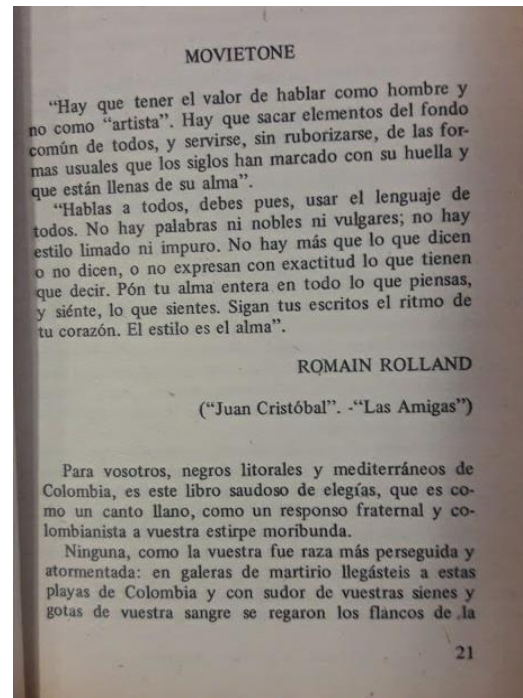 MOVIETONE
“Hay que tener el valor de hablar como hombre y
no como “artista”. Hay que sacar elementos del fondo
común de todos, y servirse, sin ruborizarse, de las for-
mas usuales que los siglos han marcado con su huella y
que están llenas de su alma”.
“Hablas a todos, debes pues, usar el lenguaje de
todos. No hay palabras ni nobles ni vulgares; no hay
estilo limado ni impuro. No hay más que lo que dicen
o no dicen, o no expresan con exactitud lo que tienen
que decir. Pón tu alma entera en todo lo que piensas,
y siénte, lo que sientes. Sigan tus escritos el ritmo de
tu corazón. El estilo es el alma”.
ROMAIN ROLLAND
(“Juan Cristóbal”. -“Las Amigas”)
Para vosotros, negros litorales y mediterráneos de
Colombia, es este libro saudoso de elegías, que es co-
mo un canto llano, como un responso fraternal y co-
lombianista a vuestra estirpe moribunda.
Ninguna, como la vuestra fue raza más perseguida y
atormentada: en galeras de martirio llegásteis a estas
playas de Colombia y con sudor de vuestras sienes y
gotas de vuestra sangre se regaron los flancos de la
21